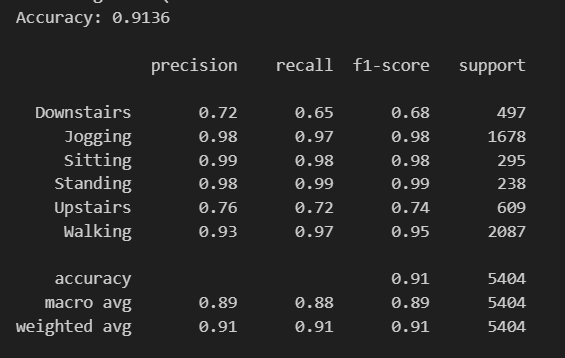 Accuracy: 0.9136
precision recall f1-score support
Downstairs 0.72 0.65 0.68 497
Jogging 0.98 0.97 0.98 1678
Sitting 0.99 0.98 0.98 295
Standing 0.98 0.99 0.99 238
Upstairs 0.76 0.72 0.74 609
Walking 0.93 0.97 0.95 2087
accuracy 0.91 5404
macro avg 0.89 0.88 0.89 5404
weighted avg 0.91 0.91 0.91 5404